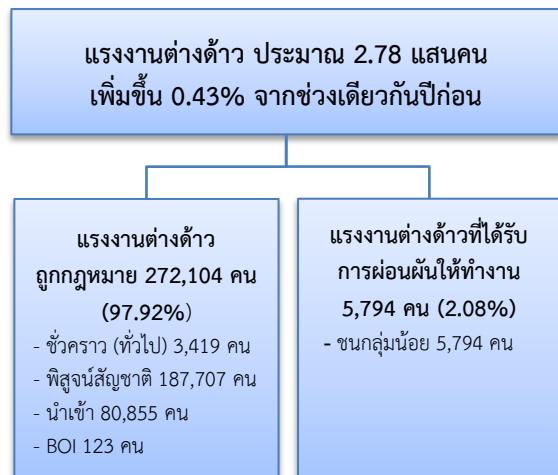 แรงงานต่างด้าว ประมาณ 2.78 แสนคน
เพิ่มขึ้น 0.43% จากช่วงเดียวกันปีก่อน
แรงงานต่างด้าว
ถูกกฎหมาย 272,104 คน
(97.92%)
- ชั่วคราว (ทั่วไป) 3,419 คน
- พิสูจน์สัญชาติ 187,707 คน
- นำเข้า 80,855 คน
- BOI 123 คน
แรงงานต่างด้าวที่ได้รับ
การผ่อนผันให้ทำงาน
5,794 คน (2.08%)
- ชนกลุ่มน้อย 5,794 คน